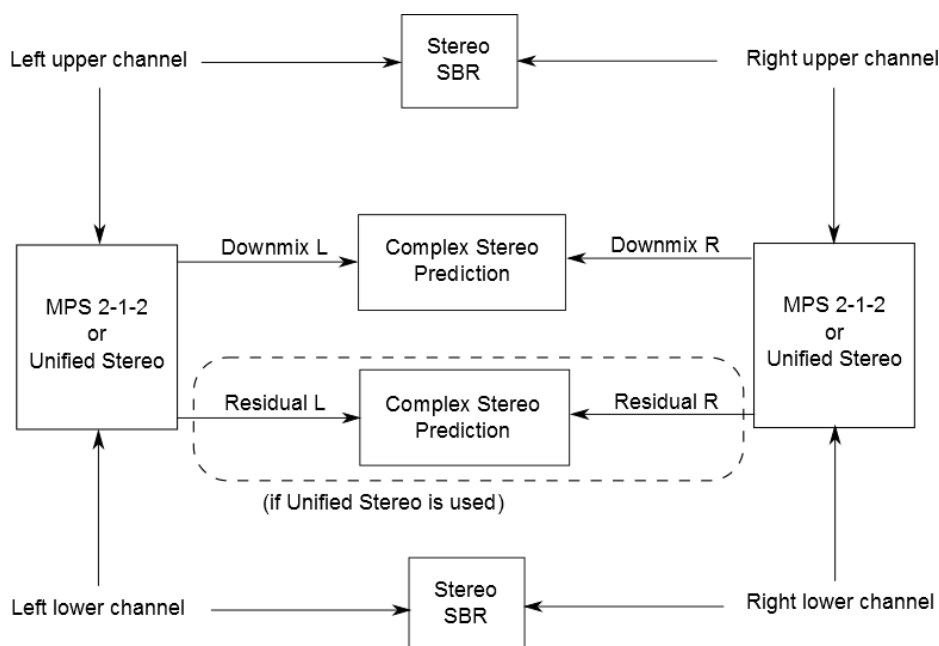 Left upper channel
Stereo
SBR
Right upper channel
Downmix L
Complex Stereo
Prediction
Downmix R
MPS 2-1-2
or
Unified Stereo
MPS 2-1-2
or
Unified Stereo
Residual L
Complex Stereo
Prediction
Residual R
(if Unified Stereo is used)
Left lower channel
Stereo
SBR
Right lower channel